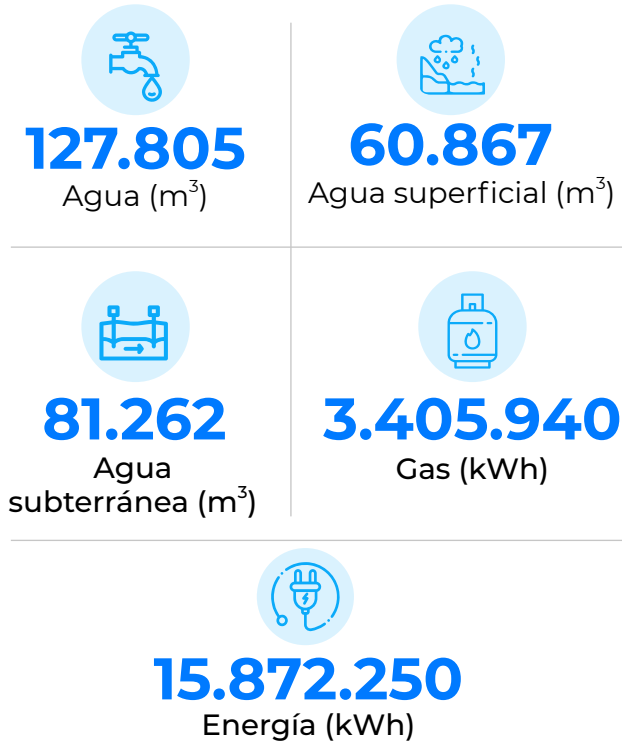 127.805
Agua (m³)
60.867
Agua superficial (m³)
81.262
Agua
subterránea (m³)
3.405.940
Gas (kWh)
15.872.250
Energía (kWh)